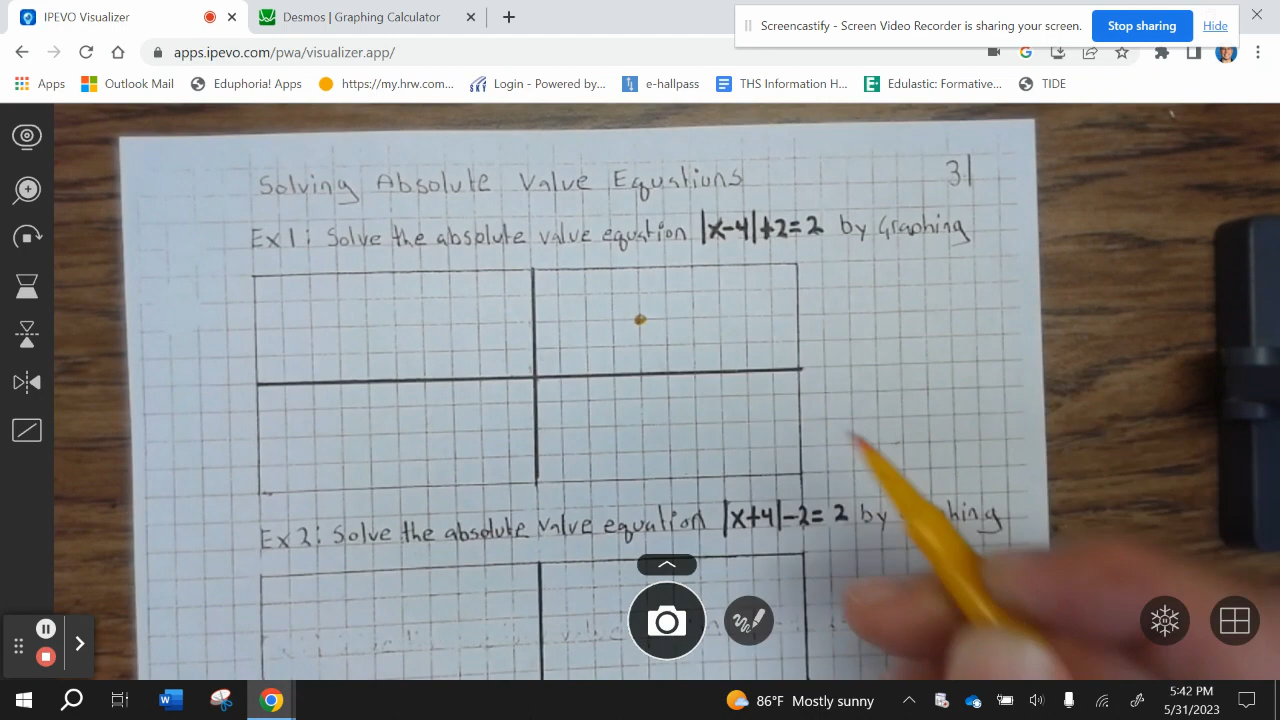 IPEVO Visualizer
Desmos | Graphing Calculator
Screencastify - Screen Video Recorder is sharing your screen.
Stop sharing
Hide
apps.ipevo.com/pwa/visualizer.app/
Apps
Outlook Mail
Eduphoria! App
https://my.hrw.com...
Login - Powered by...
e-hallpass
THS Information H...
Edulastic: Formative...
TIDE
Solving Absolute Value Equations 31
Ex1: Solve the absolute value equation |x-4|+2=2 by Graphing
Ex 2: Solve the absolute value equation |x+4|-2=2 by
86°F Mostly sunny
5:42 PM
5/31/2023